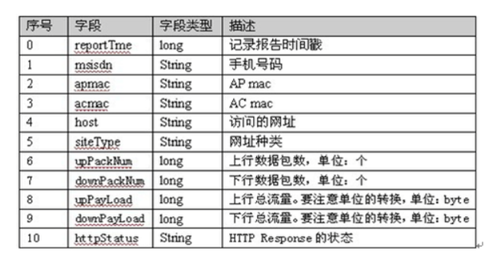 序号 字段 字段类型 描述
0 reportTme long 记录报告时间戳
1 msisdn String 手机号码
2 apmac String AP mac
3 acmac String AC mac
4 host String 访问的网址
5 siteType String 网址种类
6 upPackNum long 上行数据包数，单位：个
7 downPackNum long 下行数据包数，单位：个
8 upPayLoad long 上行总流量。要注意单位的转换，单位：byte
9 downPayLoad long 下行总流量。要注意单位的转换，单位：byte
10 httpStatus String HTTP Response 的状态